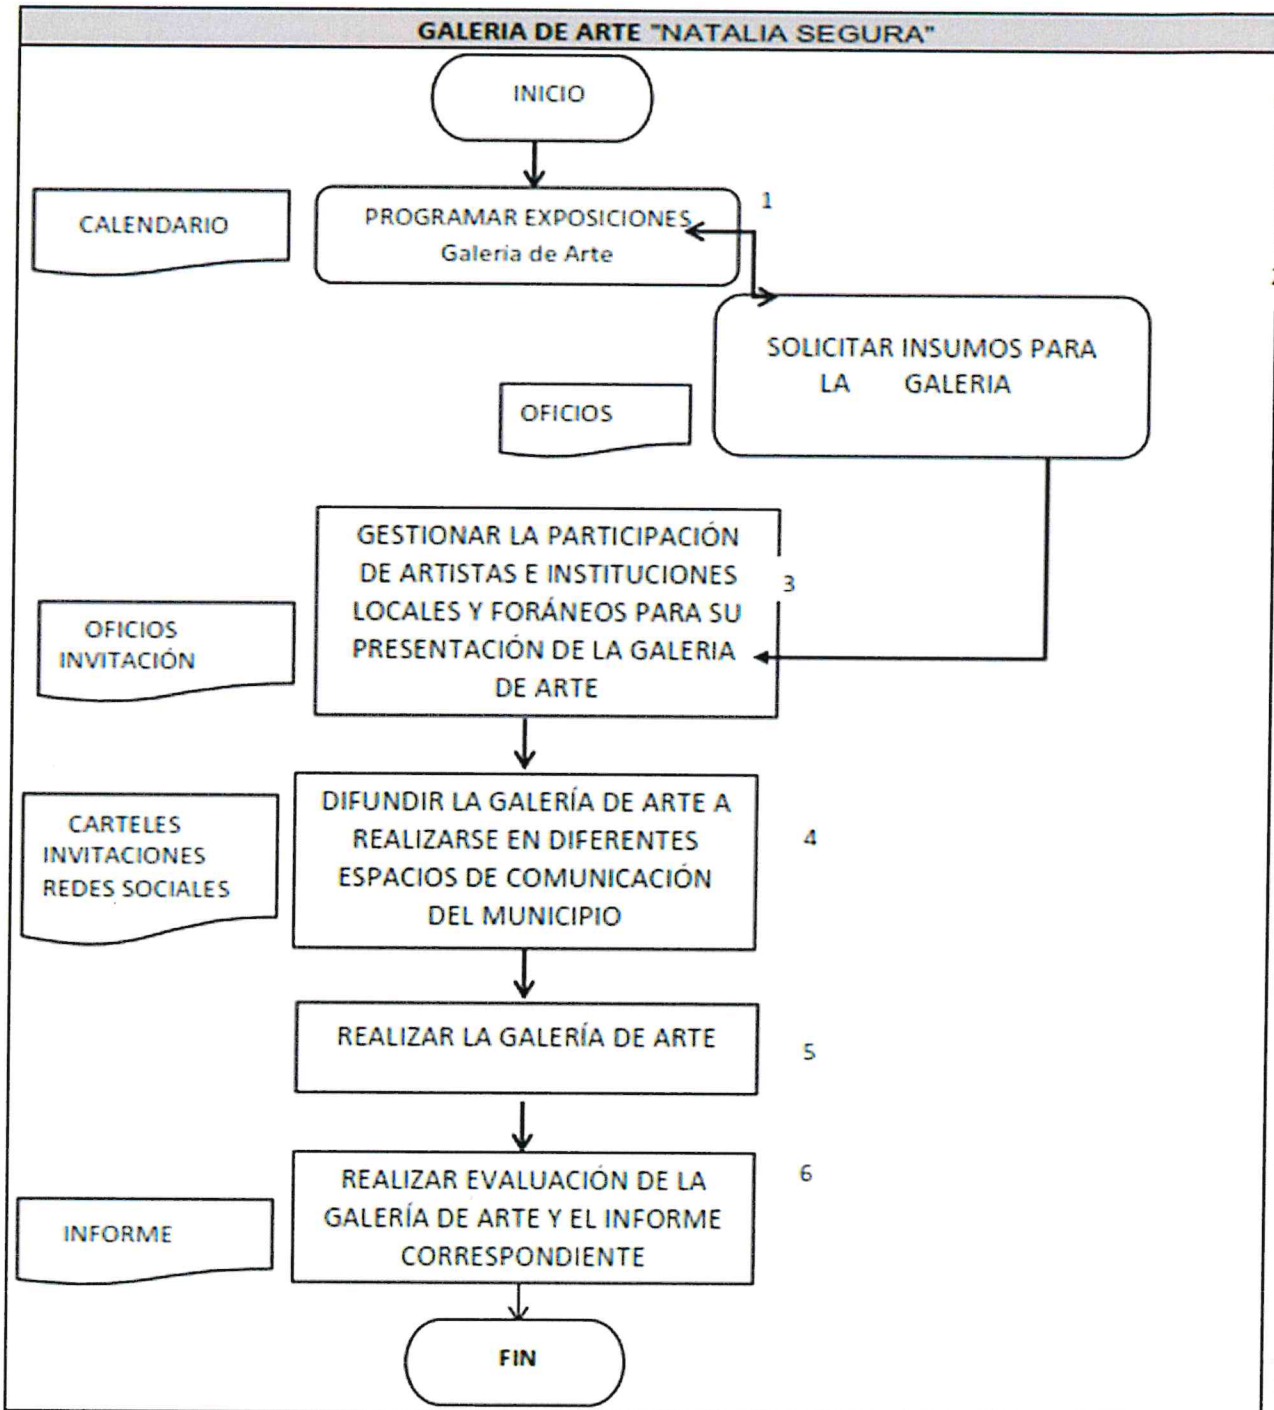 GALERIA DE ARTE "NATALIA SEGURA"
INICIO
CALENDARIO
PROGRAMAR EXPOSICIONES
Galería de Arte
1
2
SOLICITAR INSUMOS PARA
LA GALERIA
OFICIOS
GESTIONAR LA PARTICIPACIÓN
DE ARTISTAS E INSTITUCIONES
LOCALES Y FORÁNEOS PARA SU
PRESENTACIÓN DE LA GALERIA
DE ARTE
3
OFICIOS
INVITACIÓN
DIFUNDIR LA GALERÍA DE ARTE A
REALIZARSE EN DIFERENTES
ESPACIOS DE COMUNICACIÓN
DEL MUNICIPIO
4
CARTELES
INVITACIONES
REDES SOCIALES
REALIZAR LA GALERÍA DE ARTE
5
REALIZAR EVALUACIÓN DE LA
GALERÍA DE ARTE Y EL INFORME
CORRESPONDIENTE
6
INFORME
FIN